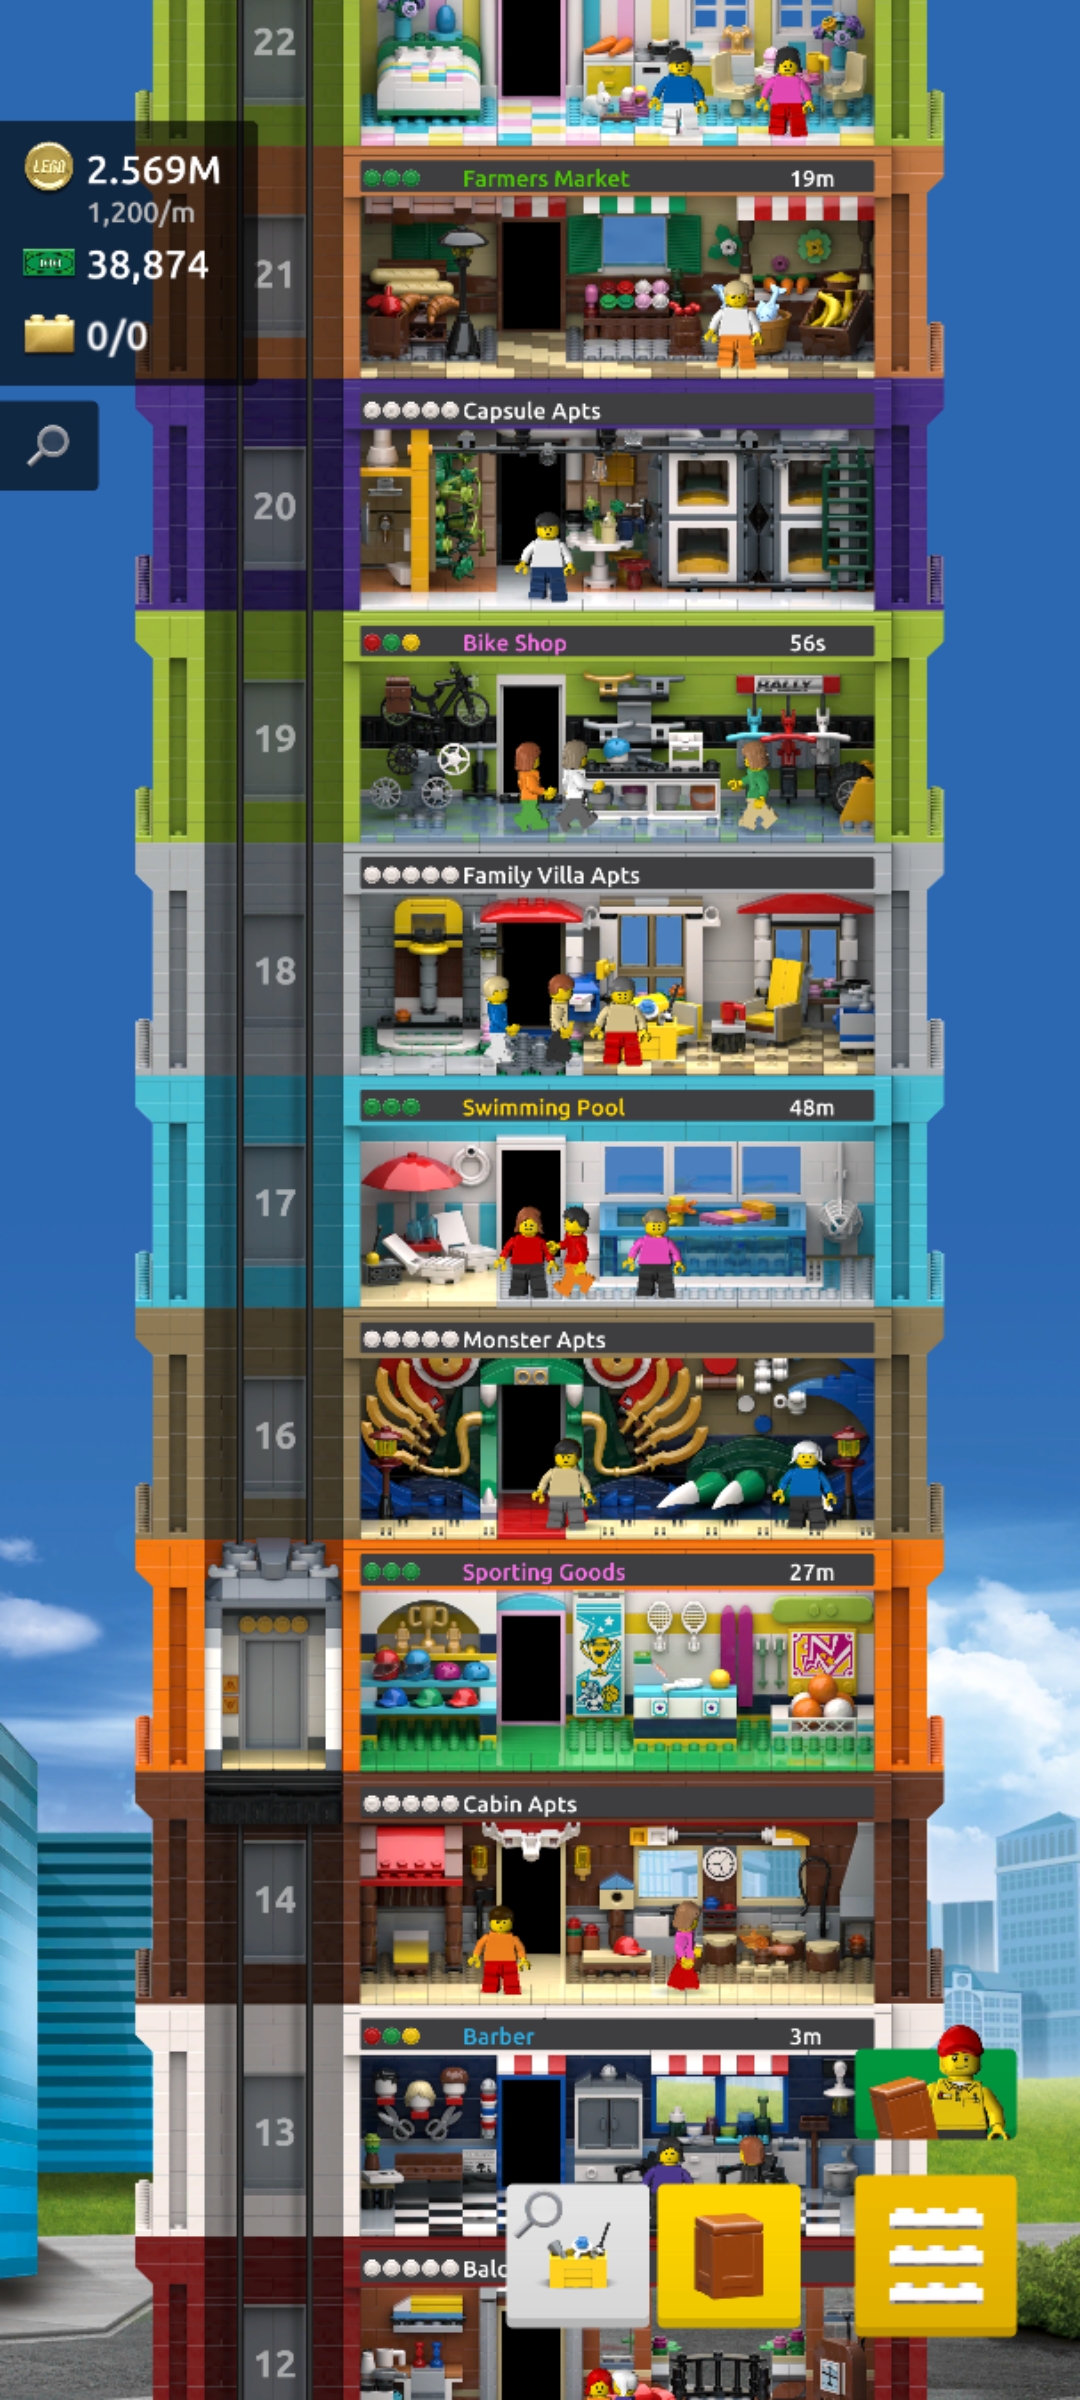 22
LEGO
2.569M
1,200/m
38,874
0/0
Farmers Market 19m
21
Capsule Apts
20
Bike Shop 56s
RALLY
19
Family Villa Apts
18
Swimming Pool 48m
17
Monster Apts
16
Sporting Goods 27m
N
Cabin Apts
14
Barber 3m
13
Balc
12